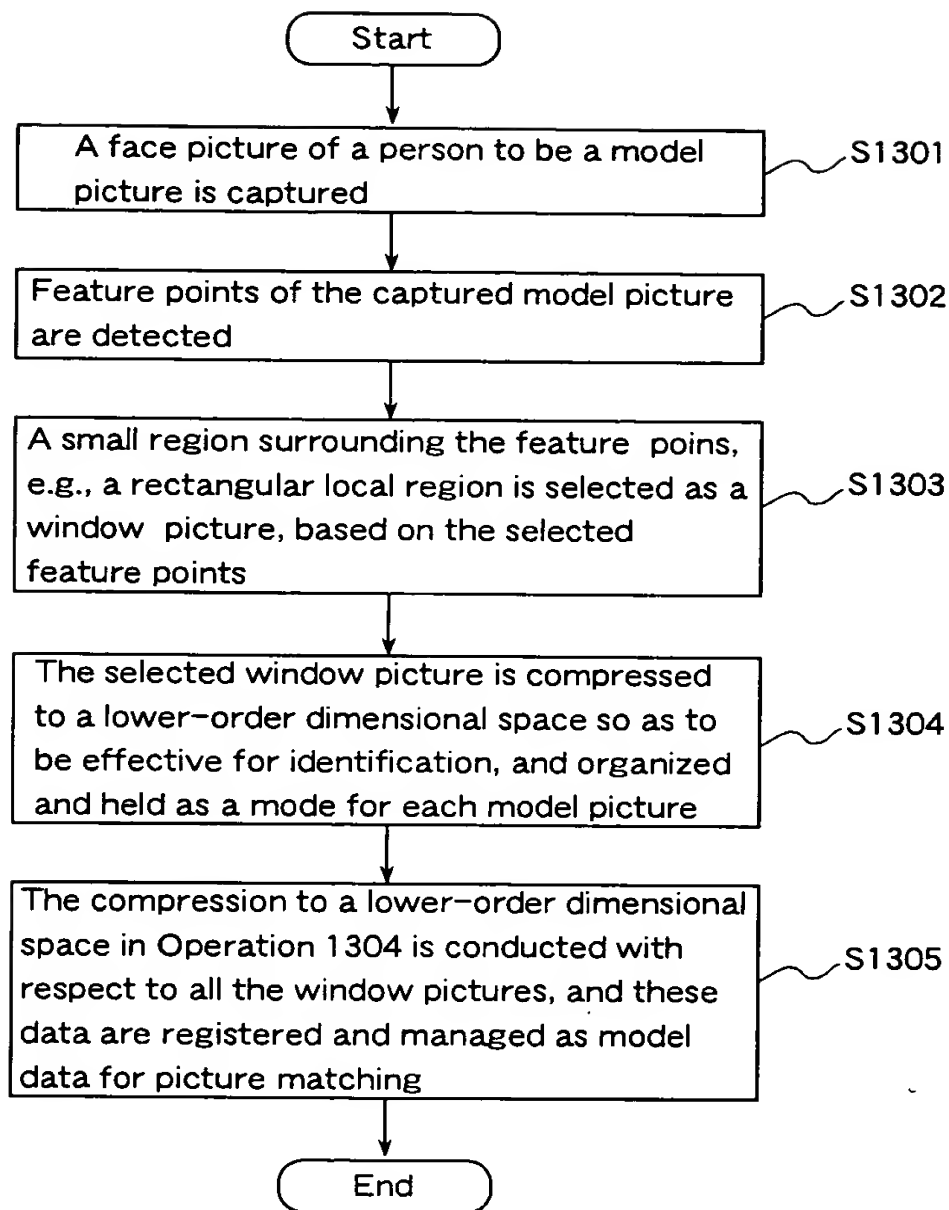 Start
A face picture of a person to be a model
picture is captured
S1301
Feature points of the captured model picture
are detected
S1302
A small region surrounding the feature poins,
e.g., a rectangular local region is selected as a
window picture, based on the selected
feature points
S1303
The selected window picture is compressed
to a lower-order dimensional space so as to
be effective for identification, and organized
and held as a mode for each model picture
S1304
The compression to a lower-order dimensional
space in Operation 1304 is conducted with
respect to all the window pictures, and these
data are registered and managed as model
data for picture matching
S1305
End